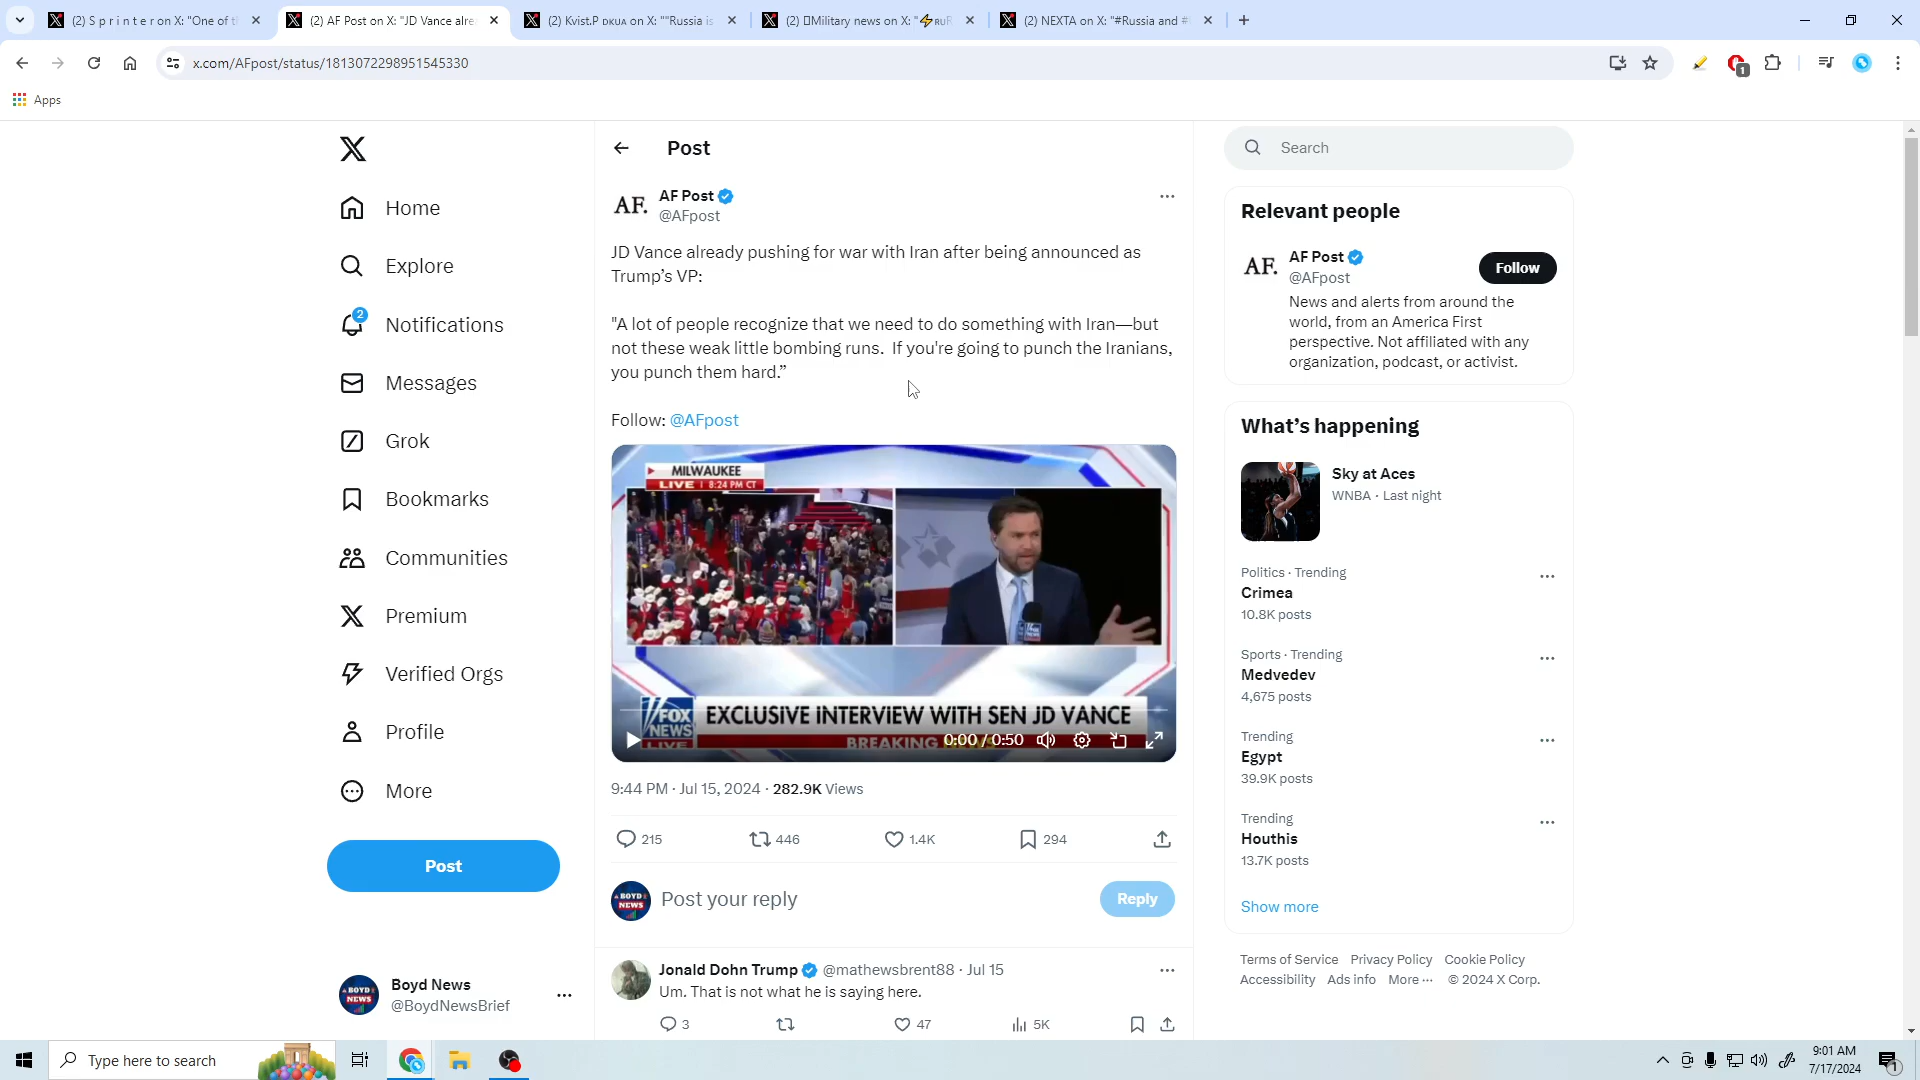 (2) S p r i n t e r on X: "One of t
(2) AF Post on X: "JD Vance alre
(2) Kvist.P ᴅᴋᴜᴀ on X: ""Russia is
(2) Military news on X: "⚡ʀᴜ
(2) NEXTA on X: "#Russia and #
x.com/AFpost/status/1813072298951545330
1
Apps
Home
Explore
2
Notifications
Messages
Grok
Bookmarks
Communities
Premium
Verified Orgs
Profile
More
Post
BOYD
NEWS
Boyd News
@BoydNewsBrief
Post
AF.
AF Post
@AFpost
JD Vance already pushing for war with Iran after being announced as
Trump’s VP:
"A lot of people recognize that we need to do something with Iran—but
not these weak little bombing runs.  If you're going to punch the Iranians,
you punch them hard.”
Follow: @AFpost
MILWAUKEE
LIVE | 8:24 PM CT
FOX
NEWS
LIVE
EXCLUSIVE INTERVIEW WITH SEN JD VANCE
BREAKING
0:00 / 0:50
9:44 PM · Jul 15, 2024 · 282.9K Views
215
446
1.4K
294
BOYD
NEWS
Post your reply
Reply
Jonald Dohn Trump @mathewsbrent88 · Jul 15
Um. That is not what he is saying here.
3
47
5K
Search
Relevant people
AF.
AF Post
@AFpost
Follow
News and alerts from around the
world, from an America First
perspective. Not affiliated with any
organization, podcast, or activist.
What’s happening
Sky at Aces
WNBA · Last night
Politics · Trending
Crimea
10.8K posts
Sports · Trending
Medvedev
4,675 posts
Trending
Egypt
39.9K posts
Trending
Houthis
13.7K posts
Show more
Terms of Service Privacy Policy Cookie Policy
Accessibility Ads info More ··· © 2024 X Corp.
Type here to search
9:01 AM
7/17/2024
1